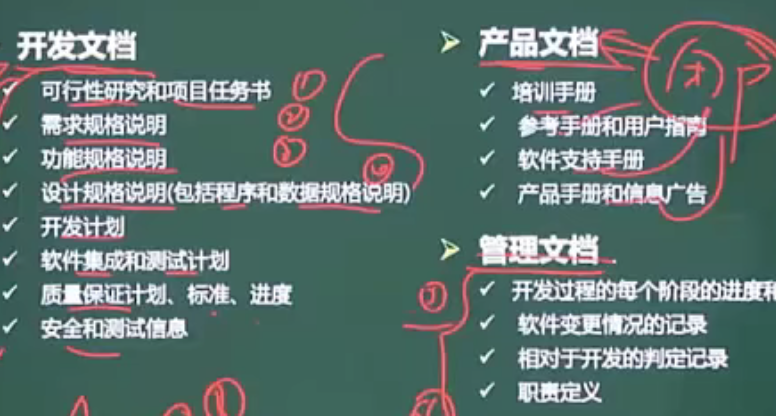 开发文档
可行性研究和项目任务书
需求规格说明
功能规格说明
设计规格说明(包括程序和数据规格说明)
开发计划
软件集成和测试计划
质量保证计划、标准、进度
安全和测试信息
产品文档
培训手册
参考手册和用户指南
软件支持手册
产品手册和信息广告
管理文档
开发过程的每个阶段的进度和
软件变更情况的记录
相对于开发的判定记录
职责定义